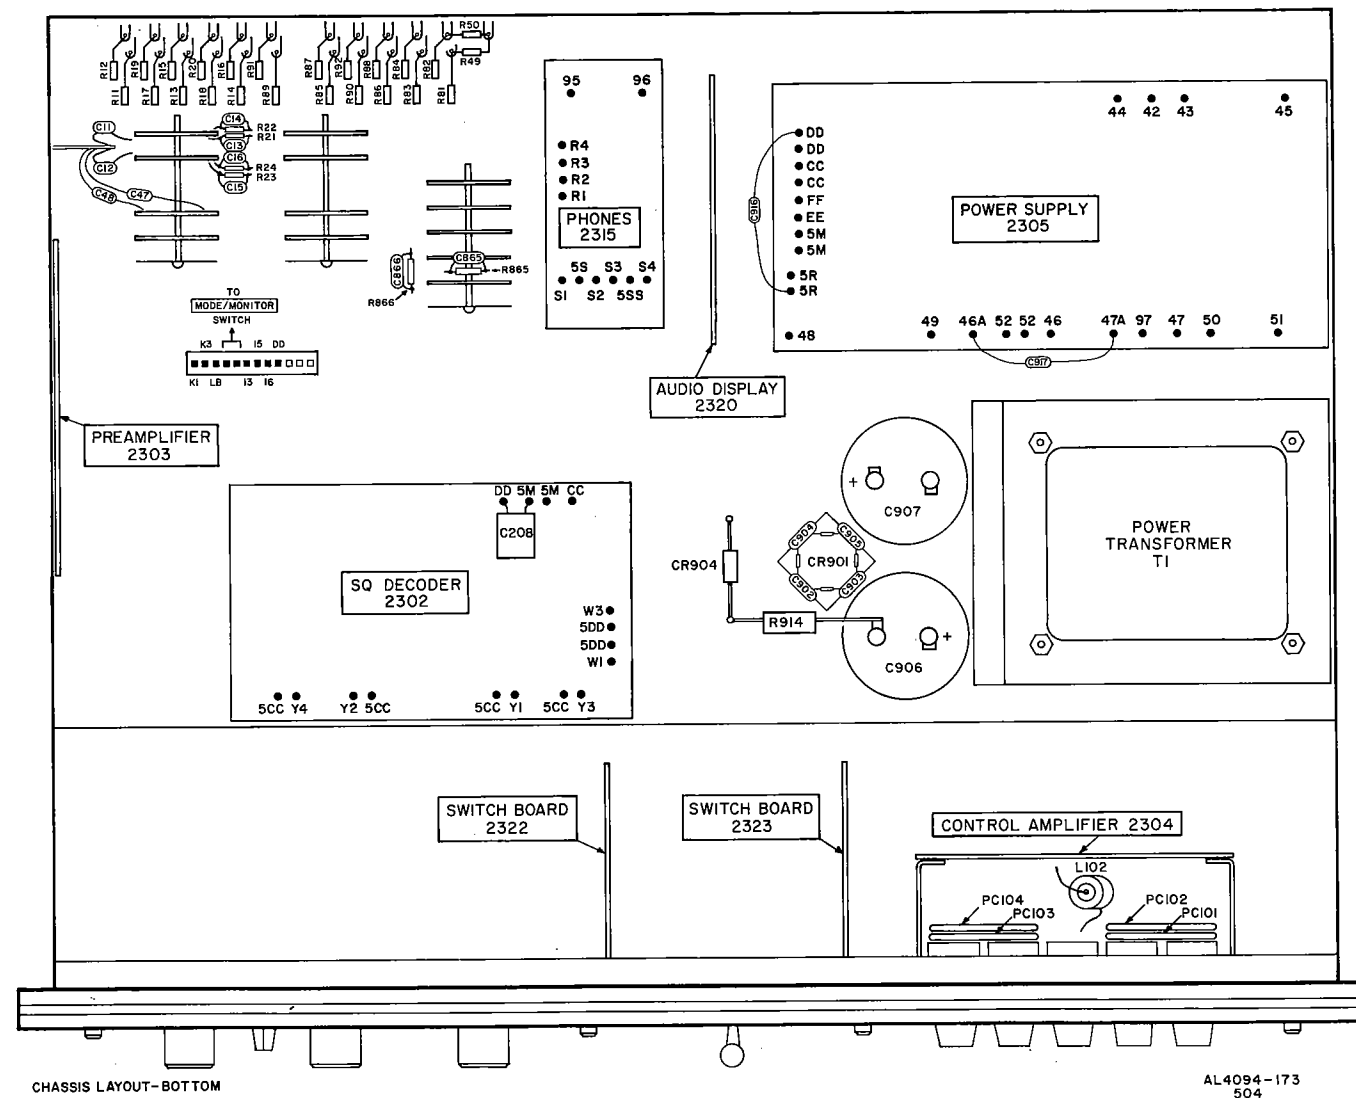 R50
R49
R12
R19
R15
R20
R16
R91
R87
R92
R88
R84
R82
R11
R17
R13
R18
R14
R89
R85
R90
R86
R83
R81
C11
C12
C48
C47
C14
R22
R21
C13
C16
R24
R23
C15
C865
R865
C866
R866
95 96
R4
R3
R2
R1
PHONES
2315
5S S3 S4
S1 S2 5SS
44 42 43 45
DD
DD
CC
CC
FF
EE
5M
5M
5R
5R
C916
POWER SUPPLY
2305
48 49 46A 52 52 46 47A 97 47 50 51
C917
TO
MODE/MONITOR
SWITCH
K3 15 DD
K1 LB 13 16
AUDIO DISPLAY
2320
PREAMPLIFIER
2303
DD 5M 5M CC
C208
SQ DECODER
2302
W3
5DD
5DD
W1
5CC Y4 Y2 5CC 5CC Y1 5CC Y3
+
C907
CR904
C904
C905
CR901
C902
C903
R914
+
C906
POWER
TRANSFORMER
T1
SWITCH BOARD
2322
SWITCH BOARD
2323
CONTROL AMPLIFIER 2304
L102
PC104
PC103
PC102
PC101
CHASSIS LAYOUT-BOTTOM
AL4094-173
504